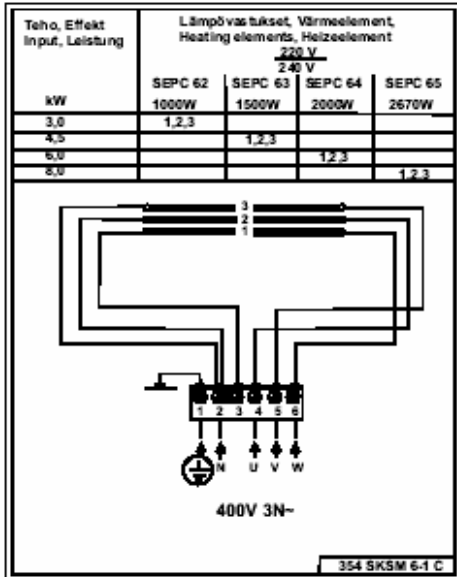 Teho, Effekt
Input, Leistung
kW
Lämpövastukset, Värmeelement,
Heating elements, Heizeelement
220 V
240 V
SEPC 62 SEPC 63 SEPC 64 SEPC 65
1000W 1500W 2000W 2670W
3,0 1,2,3
4,5 1,2,3
6,0 1,2,3
8,0 1,2,3
3
2
1
1 2 3 4 5 6
N U V W
400V 3N~
354 SKSM 6-1 C